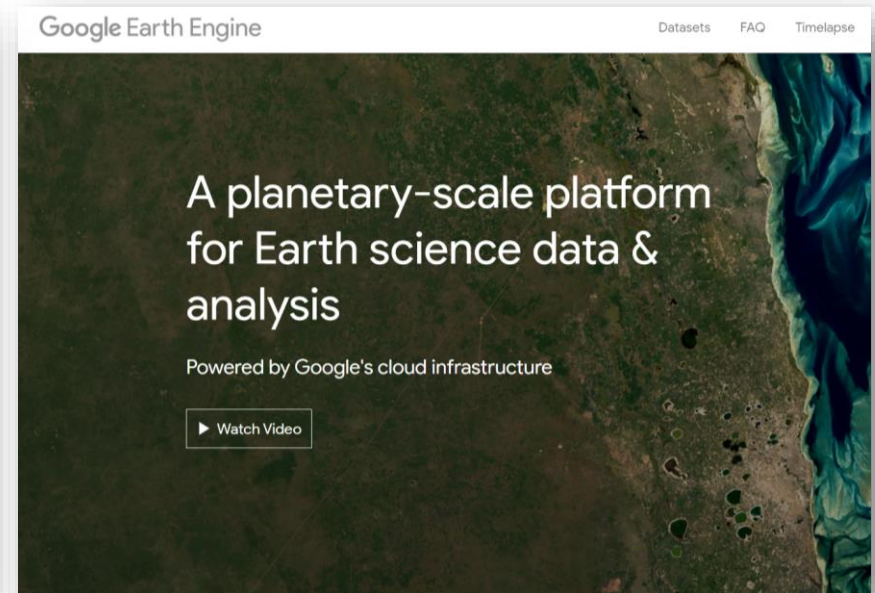 Google Earth Engine
Datasets FAQ Timelapse
A planetary-scale platform
for Earth science data &
analysis
Powered by Google's cloud infrastructure
Watch Video